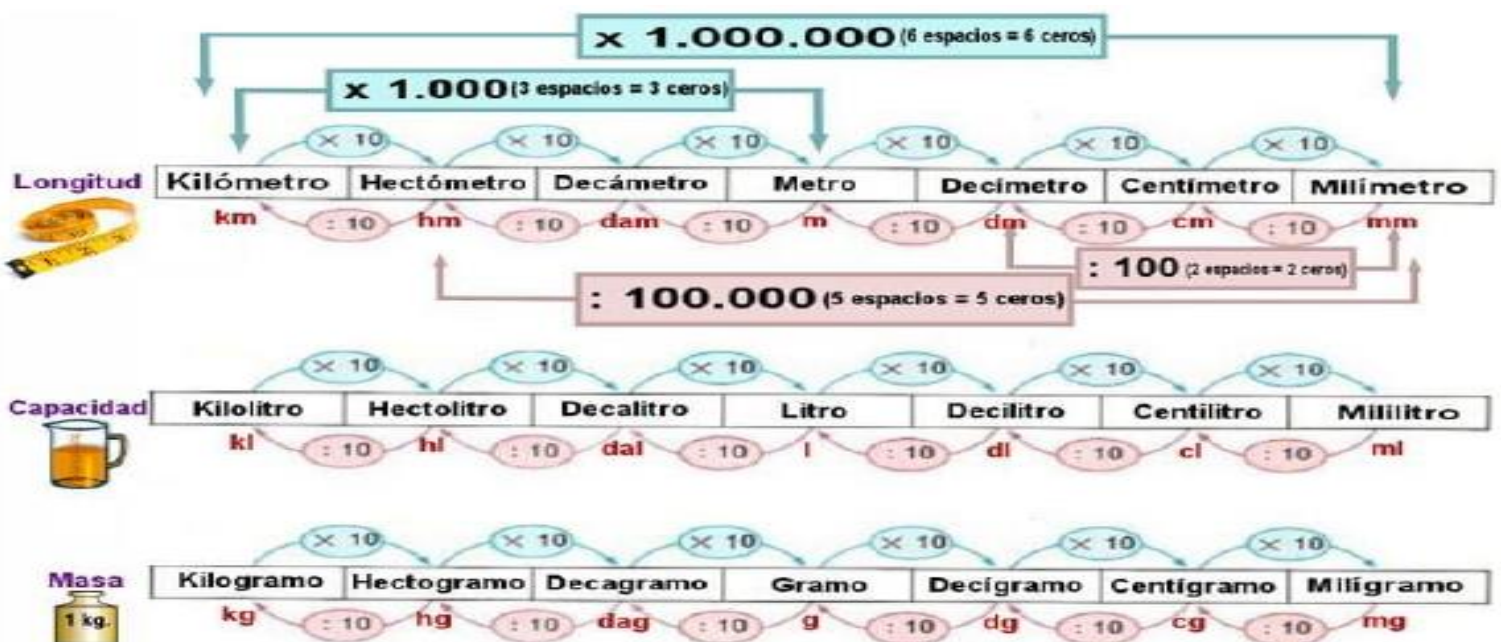 x 1.000.000 (6 espacios = 6 ceros)
x 1.000 (3 espacios = 3 ceros)
x 10 x 10 x 10 x 10 x 10 x 10
Longitud Kilómetro Hectómetro Decámetro Metro Decímetro Centímetro Milímetro
km : 10 hm : 10 dam : 10 m : 10 dm : 10 cm : 10 mm
: 100 (2 espacios = 2 ceros)
: 100.000 (5 espacios = 5 ceros)
x 10 x 10 x 10 x 10 x 10 x 10
Capacidad Kilolitro Hectolitro Decalitro Litro Decilitro Centilitro Mililitro
kl : 10 hl : 10 dal : 10 l : 10 dl : 10 cl : 10 ml
x 10 x 10 x 10 x 10 x 10 x 10
Masa Kilogramo Hectogramo Decagramo Gramo Decígramo Centígramo Milígramo
1 kg. kg : 10 hg : 10 dag : 10 g : 10 dg : 10 cg : 10 mg